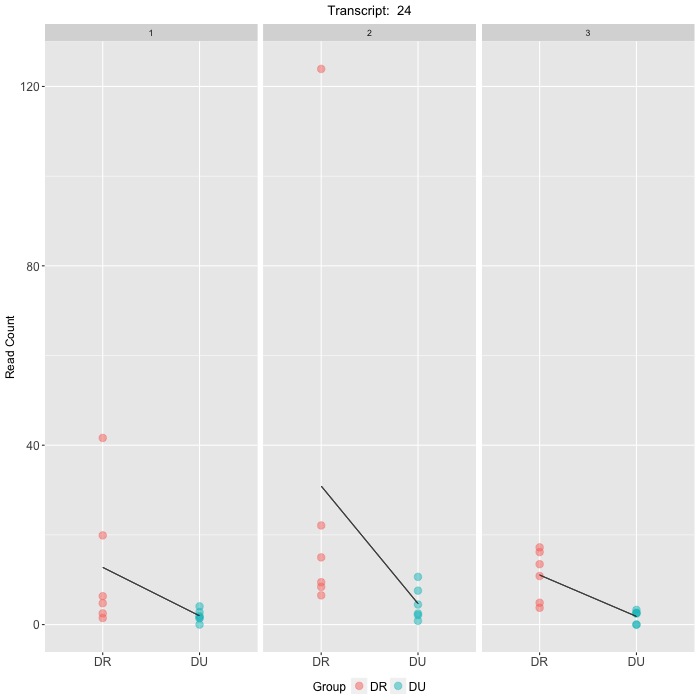 Transcript:  24
1 2 3
120
80
40
0
Read Count
DR DU DR DU DR DU
Group DR DU